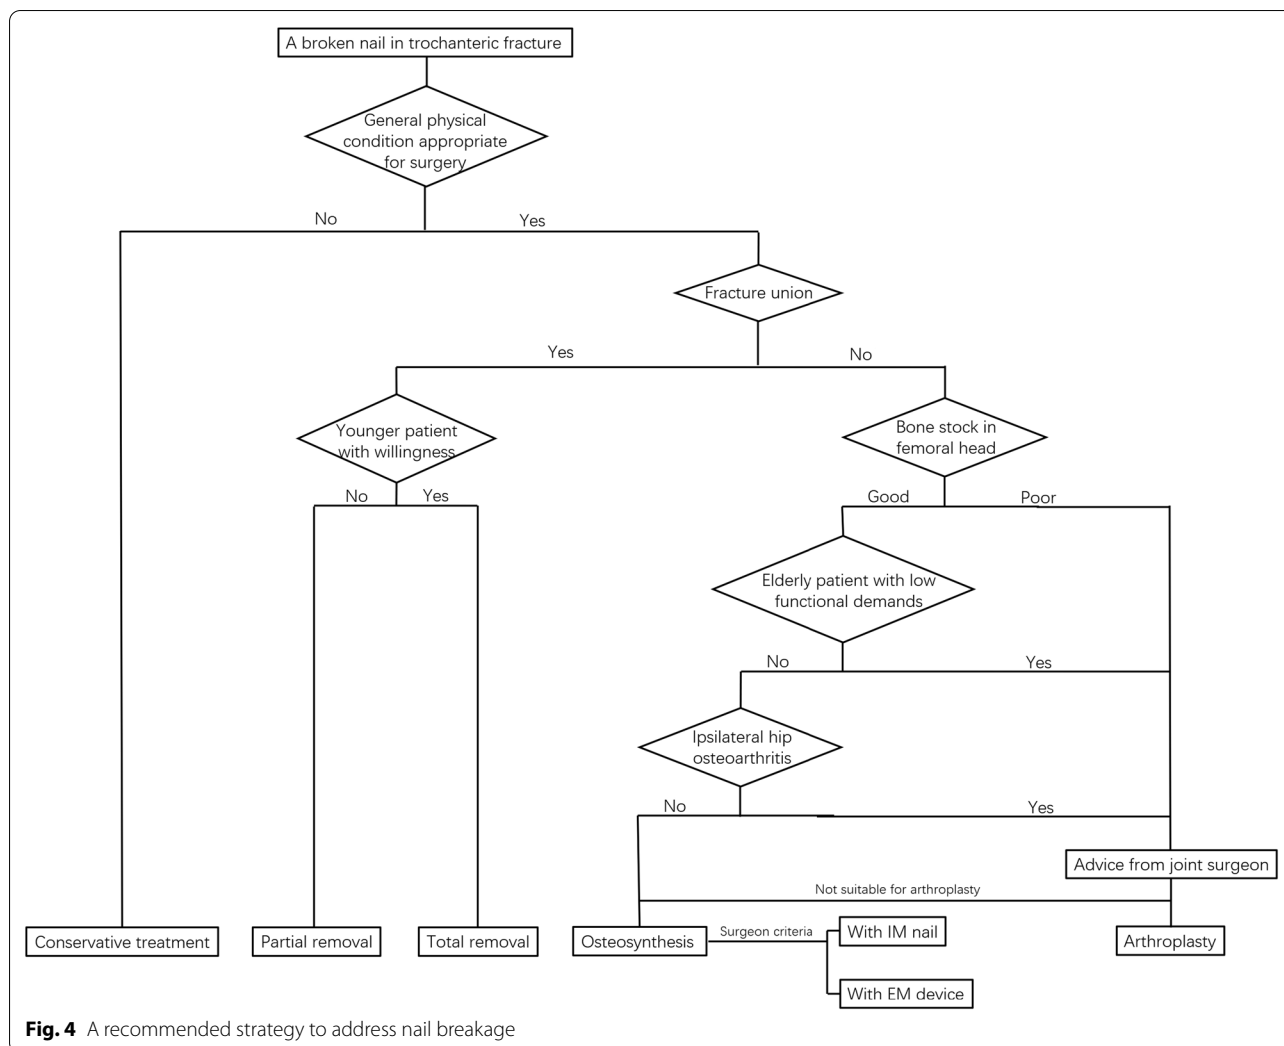 A broken nail in trochanteric fracture
General physical
condition appropriate
for surgery
No
Yes
Fracture union
Yes
No
Younger patient
with willingness
Bone stock in
femoral head
No
Yes
Good
Poor
Elderly patient with low
functional demands
No
Yes
Ipsilateral hip
osteoarthritis
No
Yes
Advice from joint surgeon
Not suitable for arthroplasty
Conservative treatment
Partial removal
Total removal
Osteosynthesis
Surgeon criteria
With IM nail
With EM device
Arthroplasty
Fig. 4 A recommended strategy to address nail breakage